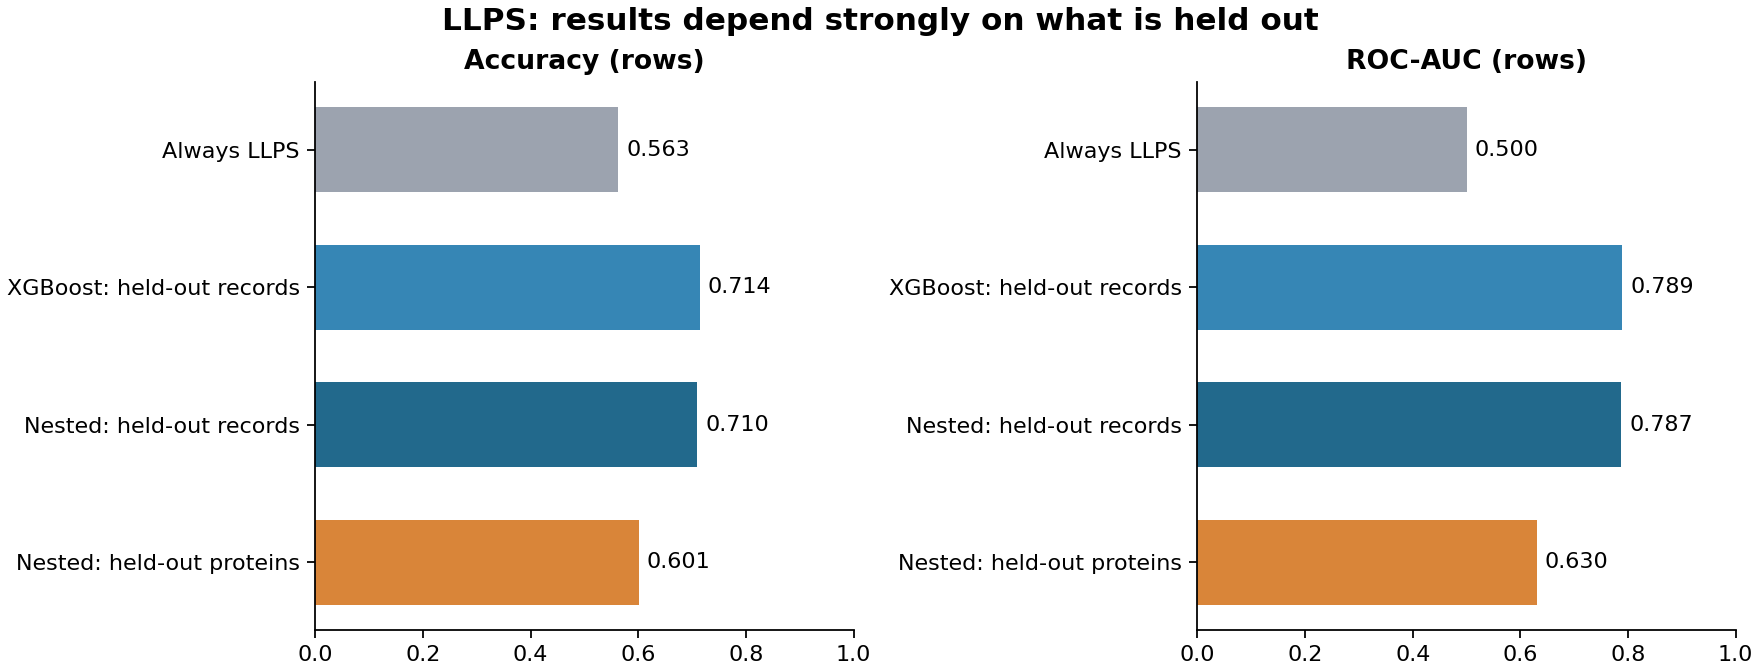 LLPS: results depend strongly on what is held out
Accuracy (rows)
Always LLPS
0.563
XGBoost: held-out records
0.714
Nested: held-out records
0.710
Nested: held-out proteins
0.601
0.0 0.2 0.4 0.6 0.8 1.0
ROC-AUC (rows)
Always LLPS
0.500
XGBoost: held-out records
0.789
Nested: held-out records
0.787
Nested: held-out proteins
0.630
0.0 0.2 0.4 0.6 0.8 1.0